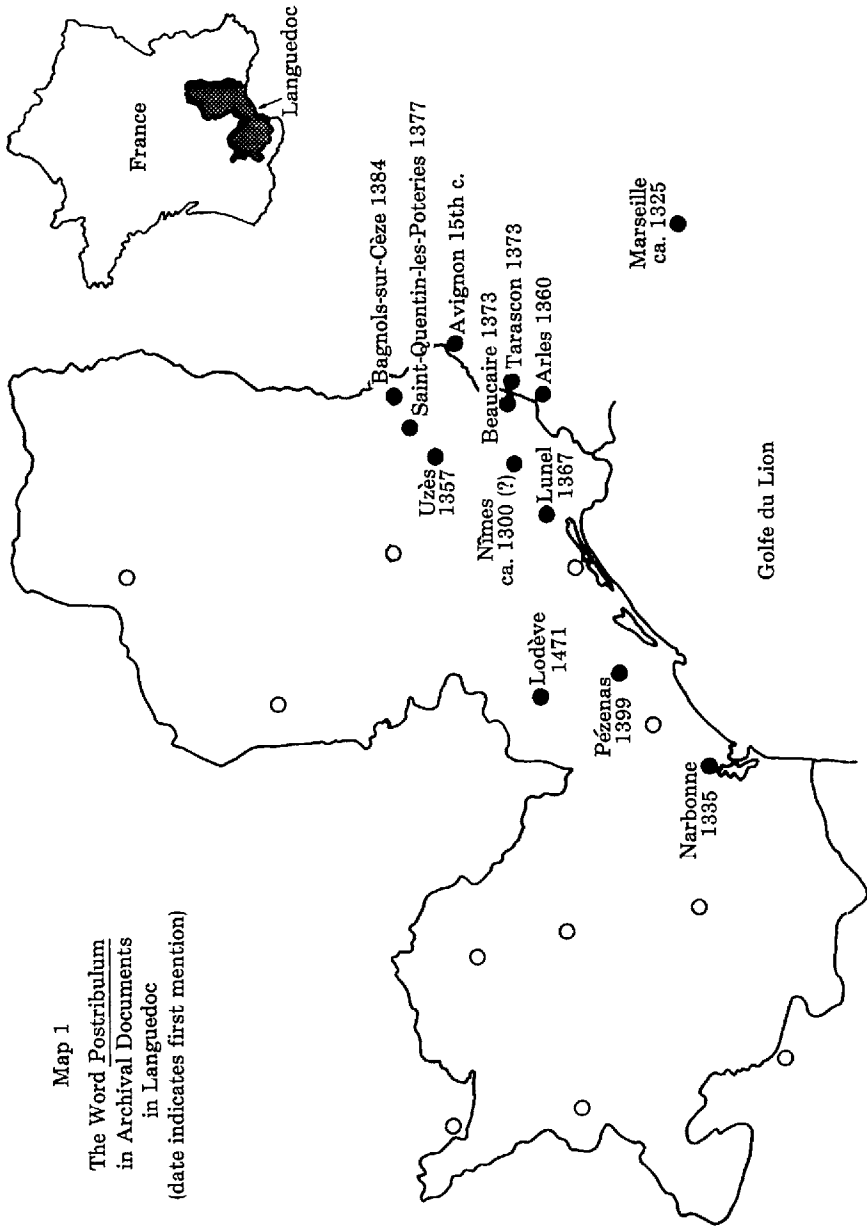 Map 1
The Word Postribulum
in Archival Documents
in Languedoc
(date indicates first mention)
France
Languedoc
Bagnols-sur-Cèze 1384
Saint-Quentin-les-Poteries 1377
Avignon 15th c.
Uzès
1357
Beaucaire 1373
Tarascon 1373
Arles 1360
Nîmes
ca. 1300 (?)
Lunel
1367
Marseille
ca. 1325
Lodève
1471
Pézenas
1399
Narbonne
1335
Golfe du Lion